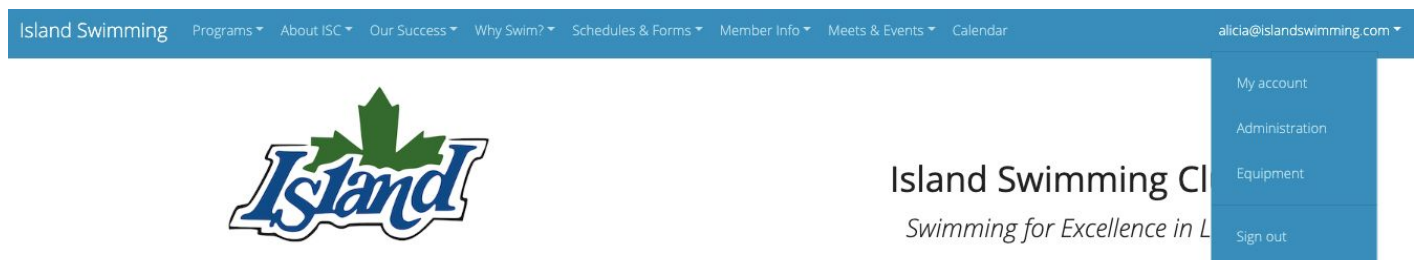 Island Swimming Programs About ISC Our Success Why Swim? Schedules & Forms Member Info Meets & Events Calendar alicia@islandswimming.com
My account
Administration
Equipment
Sign out
Island
Island Swimming Cl
Swimming for Excellence in L